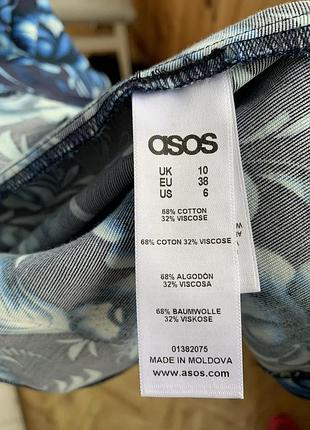 asos
UK 10
EU 38
US 6
68% COTTON
32% VISCOSE
68% COTON 32% VISCOSE
68% ALGODÓN
32% VISCOSA
68% BAUMWOLLE
32% VISKOSE
01382075
MADE IN MOLDOVA
www.asos.com